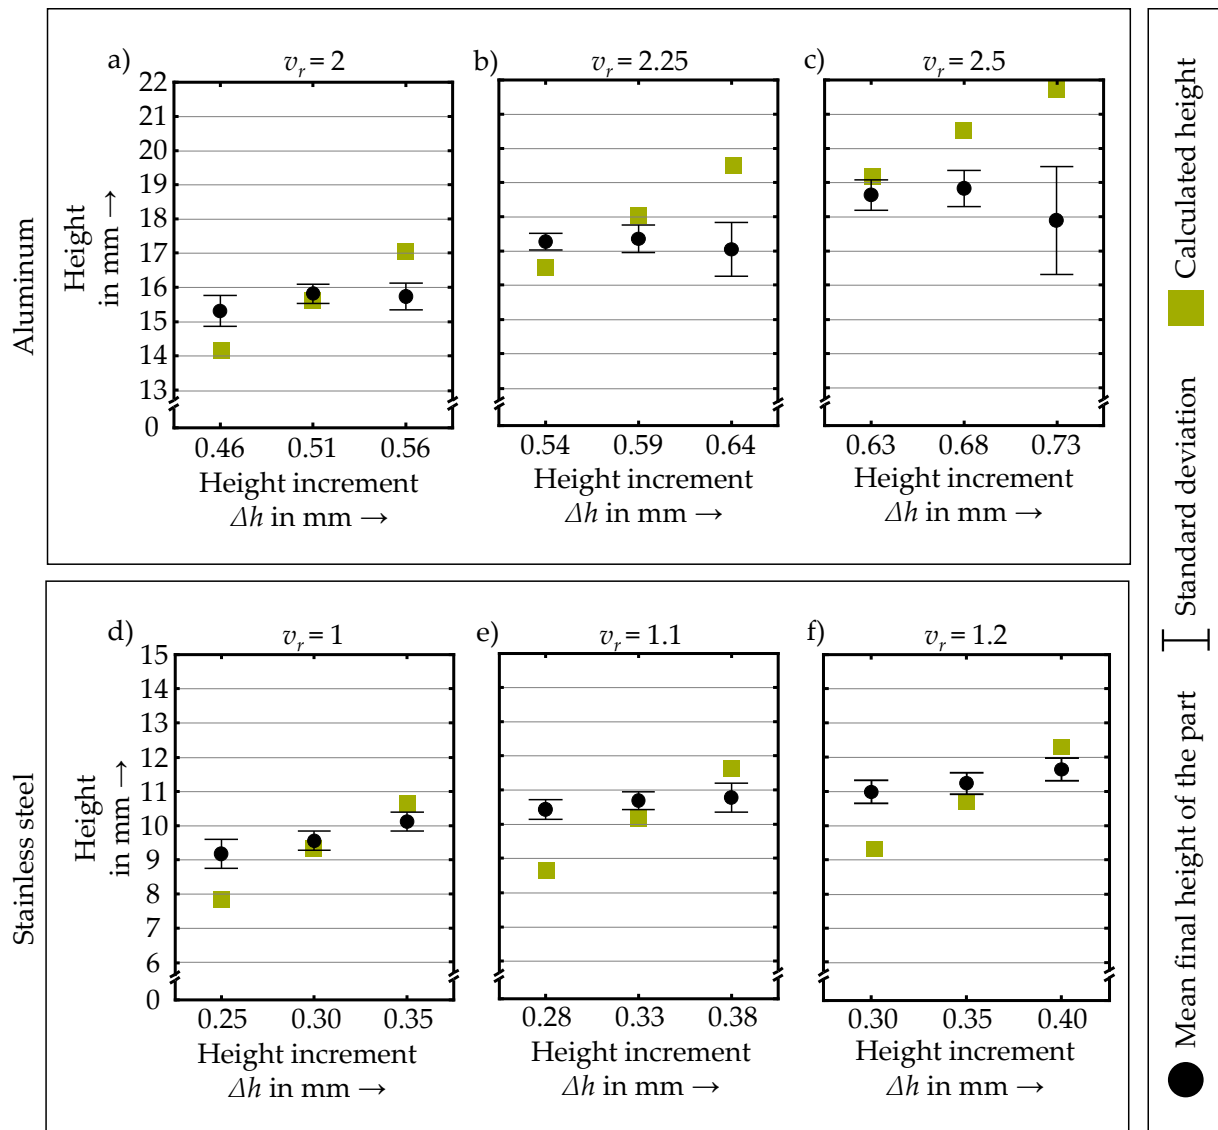 Aluminum
a)
v_r = 2
b)
v_r = 2.25
c)
v_r = 2.5
Height
in mm →
22
21
20
19
18
17
16
15
14
13
0
0.46 0.51 0.56
Height increment
Δh in mm →
0.54 0.59 0.64
Height increment
Δh in mm →
0.63 0.68 0.73
Height increment
Δh in mm →
Stainless steel
d)
v_r = 1
e)
v_r = 1.1
f)
v_r = 1.2
Height
in mm →
15
14
13
12
11
10
9
8
7
6
0
0.25 0.30 0.35
Height increment
Δh in mm →
0.28 0.33 0.38
Height increment
Δh in mm →
0.30 0.35 0.40
Height increment
Δh in mm →
Mean final height of the part
Standard deviation
Calculated height